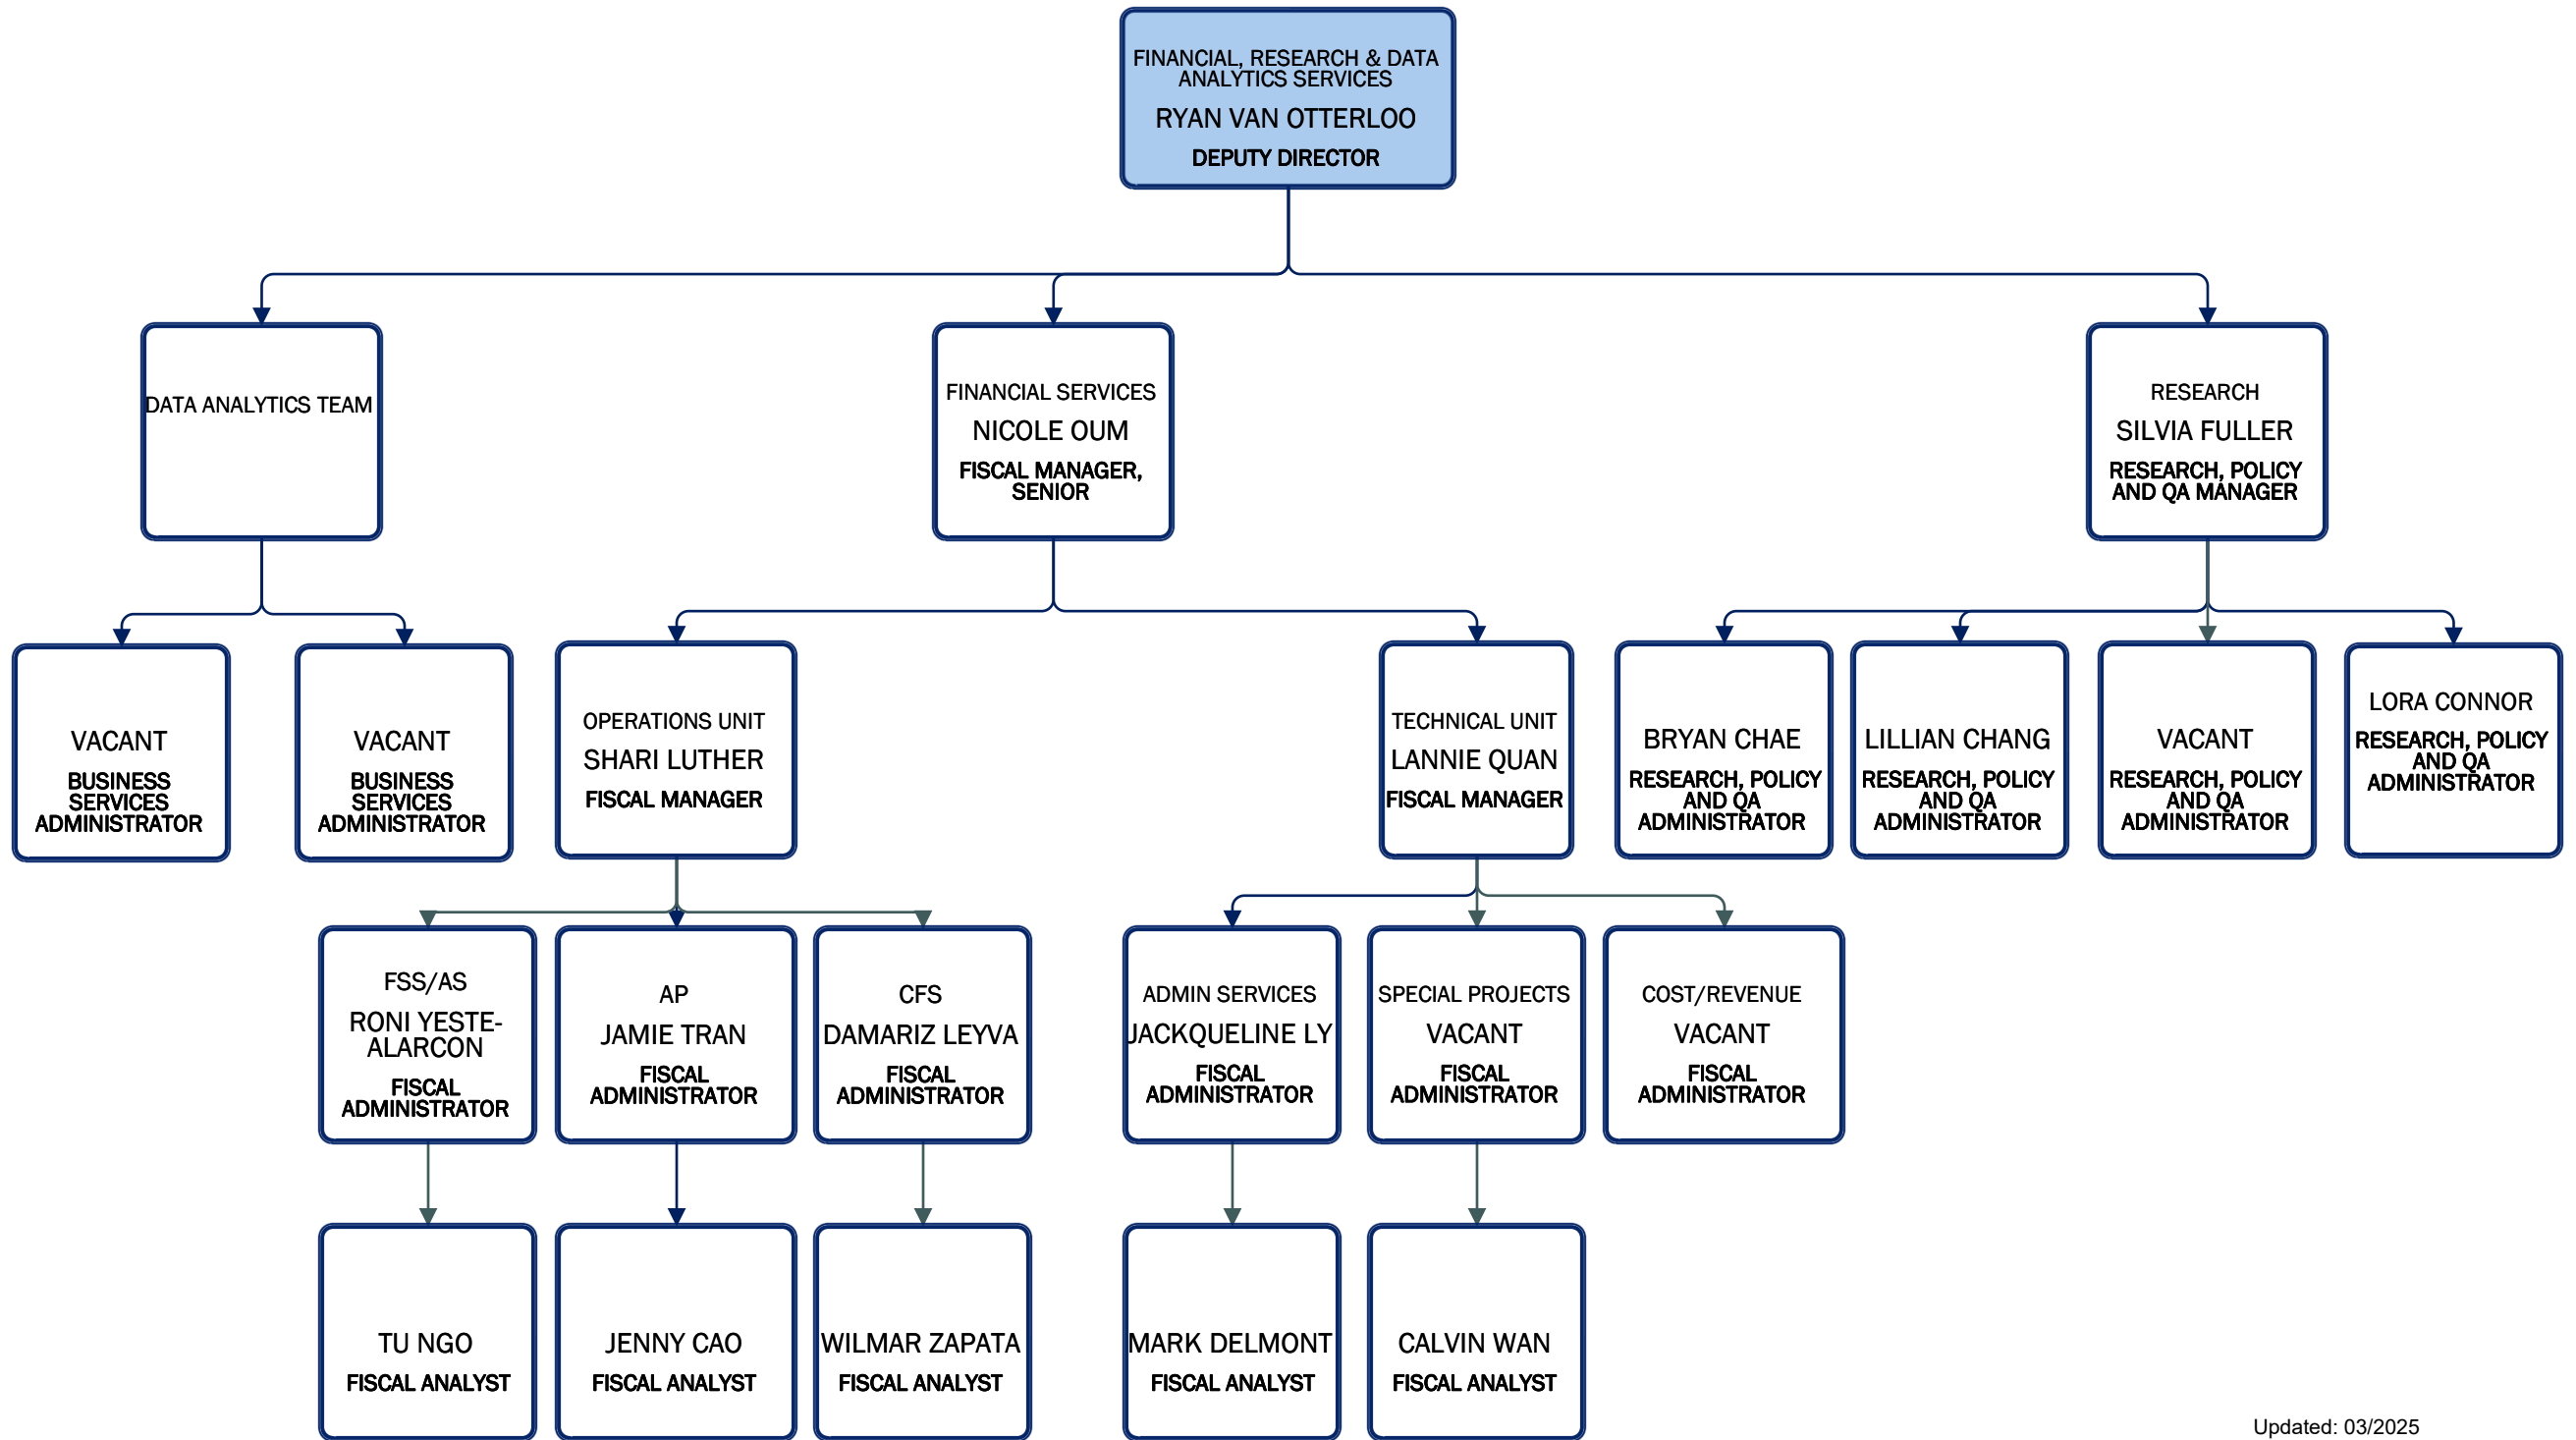 FINANCIAL, RESEARCH & DATA
ANALYTICS SERVICES
RYAN VAN OTTERLOO
DEPUTY DIRECTOR
DATA ANALYTICS TEAM
FINANCIAL SERVICES
NICOLE OUM
FISCAL MANAGER,
SENIOR
RESEARCH
SILVIA FULLER
RESEARCH, POLICY
AND QA MANAGER
VACANT
BUSINESS
SERVICES
ADMINISTRATOR
VACANT
BUSINESS
SERVICES
ADMINISTRATOR
OPERATIONS UNIT
SHARI LUTHER
FISCAL MANAGER
TECHNICAL UNIT
LANNIE QUAN
FISCAL MANAGER
BRYAN CHAE
RESEARCH, POLICY
AND QA
ADMINISTRATOR
LILLIAN CHANG
RESEARCH, POLICY
AND QA
ADMINISTRATOR
VACANT
RESEARCH, POLICY
AND QA
ADMINISTRATOR
LORA CONNOR
RESEARCH, POLICY
AND QA
ADMINISTRATOR
FSS/AS
RONI YESTE-
ALARCON
FISCAL
ADMINISTRATOR
AP
JAMIE TRAN
FISCAL
ADMINISTRATOR
CFS
DAMARIZ LEYVA
FISCAL
ADMINISTRATOR
ADMIN SERVICES
JACKQUELINE LY
FISCAL
ADMINISTRATOR
SPECIAL PROJECTS
VACANT
FISCAL
ADMINISTRATOR
COST/REVENUE
VACANT
FISCAL
ADMINISTRATOR
TU NGO
FISCAL ANALYST
JENNY CAO
FISCAL ANALYST
WILMAR ZAPATA
FISCAL ANALYST
MARK DELMONT
FISCAL ANALYST
CALVIN WAN
FISCAL ANALYST
Updated: 03/2025